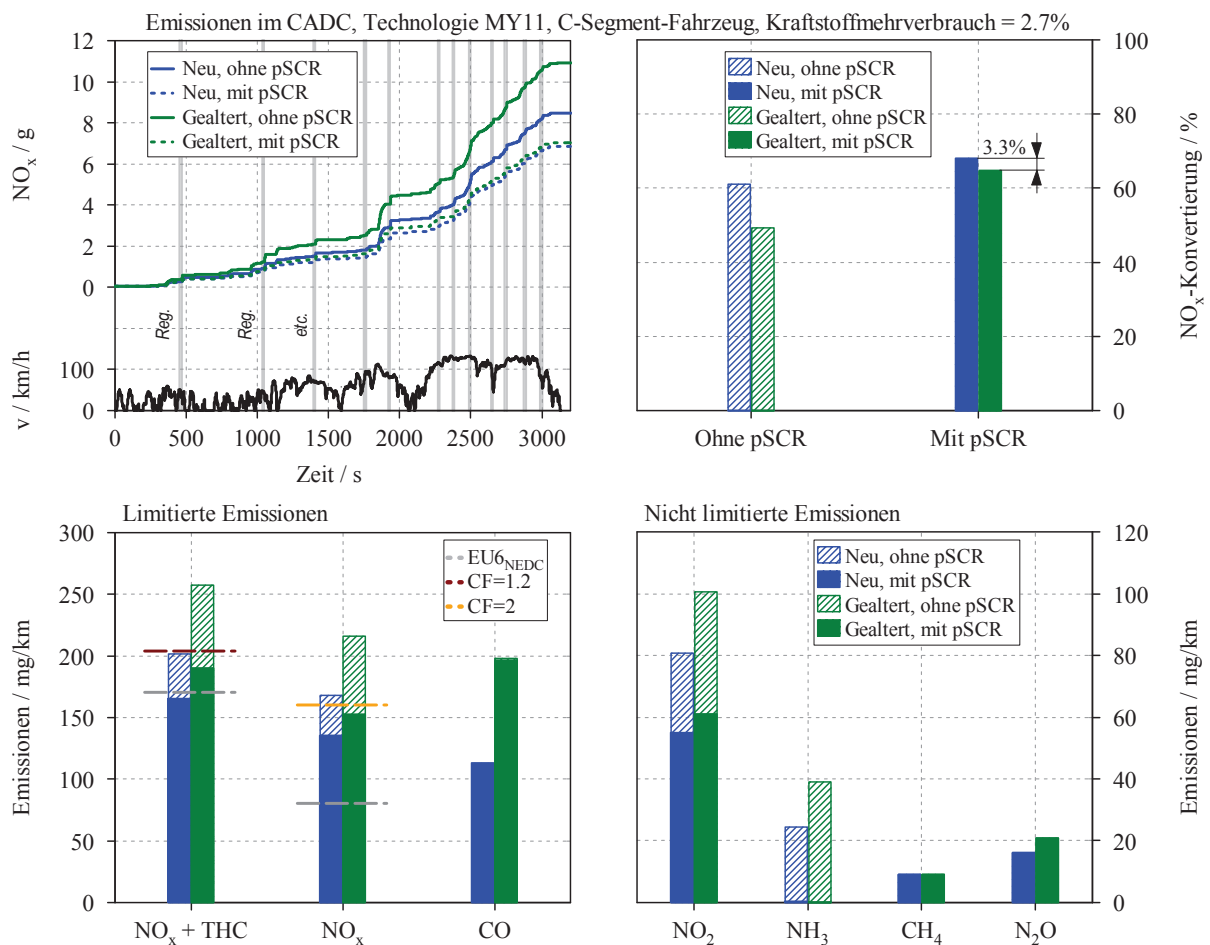 Emissionen im CADC, Technologie MY11, C-Segment-Fahrzeug, Kraftstoffmehrverbrauch = 2.7%
12
10
8
6
4
2
0
NOx / g
Neu, ohne pSCR
Neu, mit pSCR
Gealtert, ohne pSCR
Gealtert, mit pSCR
Reg.
Reg.
etc.
100
0
v / km/h
0
500
1000
1500
2000
2500
3000
Zeit / s
Neu, ohne pSCR
Neu, mit pSCR
Gealtert, ohne pSCR
Gealtert, mit pSCR
3.3%
100
80
60
40
20
0
NOx-Konvertierung / %
Ohne pSCR
Mit pSCR
Limitierte Emissionen
300
250
200
150
100
50
0
Emissionen / mg/km
EU6NEDC
CF=1.2
CF=2
NOx + THC
NOx
CO
Nicht limitierte Emissionen
Neu, ohne pSCR
Neu, mit pSCR
Gealtert, ohne pSCR
Gealtert, mit pSCR
120
100
80
60
40
20
0
Emissionen / mg/km
NO2
NH3
CH4
N2O